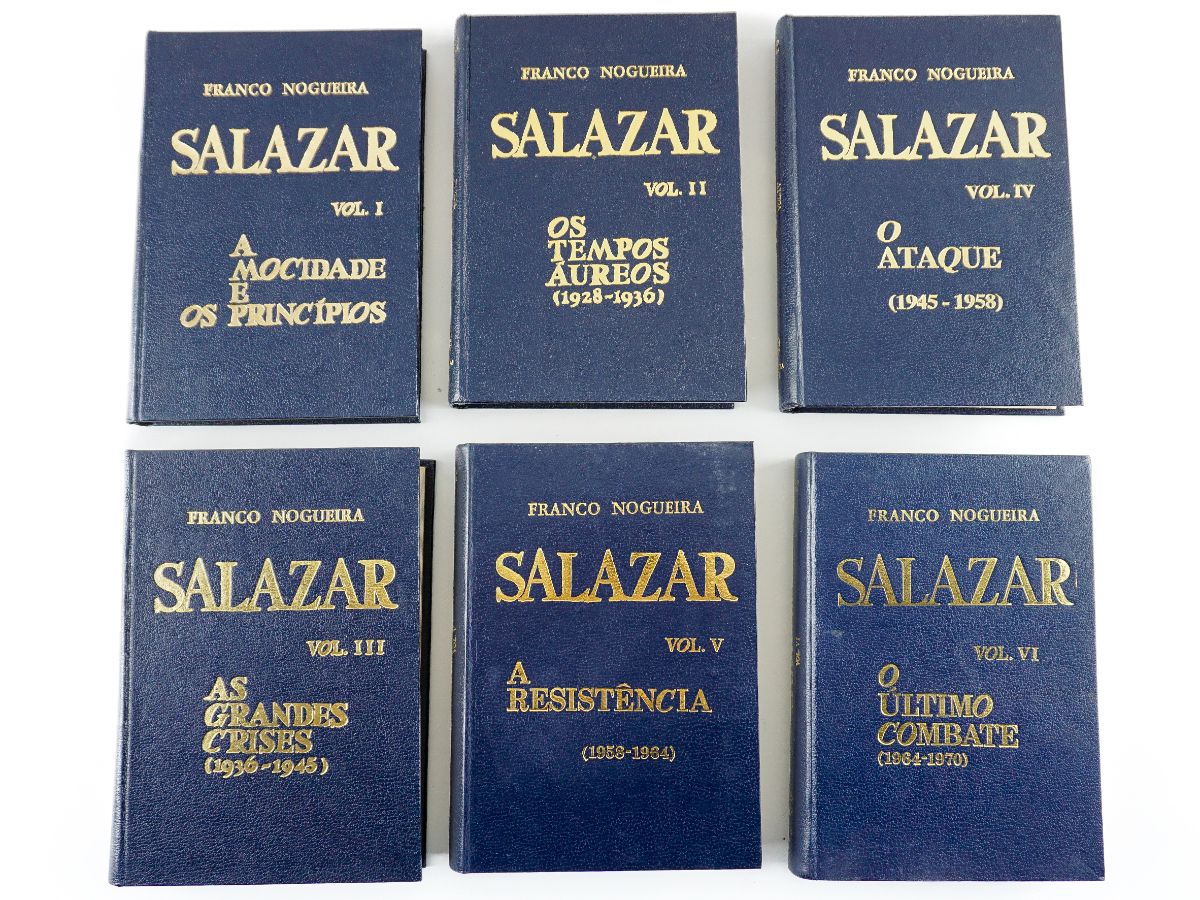 FRANCO NOGUEIRA
SALAZAR
VOL. I
A
MOCIDADE
E
OS PRINCÍPIOS
FRANCO NOGUEIRA
SALAZAR
VOL. II
OS
TEMPOS
ÁUREOS
(1928-1936)
FRANCO NOGUEIRA
SALAZAR
VOL. IV
O
ATAQUE
(1945-1958)
FRANCO NOGUEIRA
SALAZAR
VOL. III
AS
GRANDES
CRISES
(1936-1945)
FRANCO NOGUEIRA
SALAZAR
VOL. V
A
RESISTÊNCIA
(1958-1964)
FRANCO NOGUEIRA
SALAZAR
VOL. VI
O
ÚLTIMO
COMBATE
(1964-1970)
VOL. VI